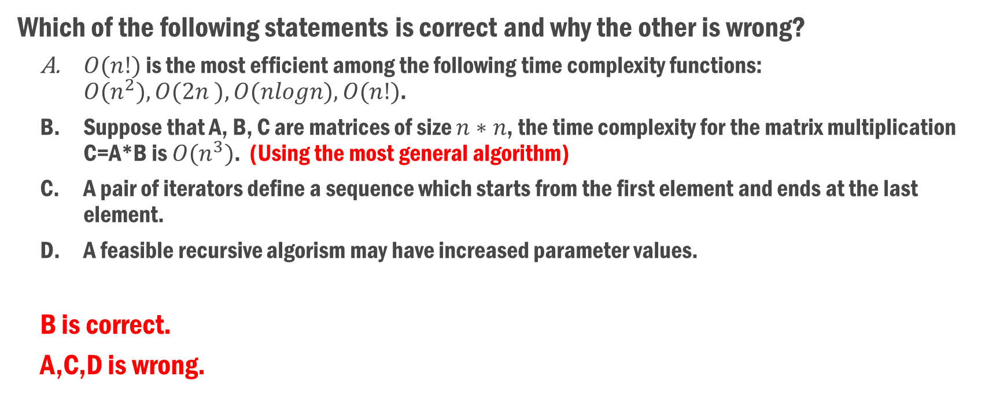 Which of the following statements is correct and why the other is wrong?
A. O(n!) is the most efficient among the following time complexity functions:
O(n²), O(2n ), O(nlogn), O(n!).
B. Suppose that A, B, C are matrices of size n * n, the time complexity for the matrix multiplication
C=A*B is O(n³). (Using the most general algorithm)
C. A pair of iterators define a sequence which starts from the first element and ends at the last
element.
D. A feasible recursive algorism may have increased parameter values.
B is correct.
A,C,D is wrong.